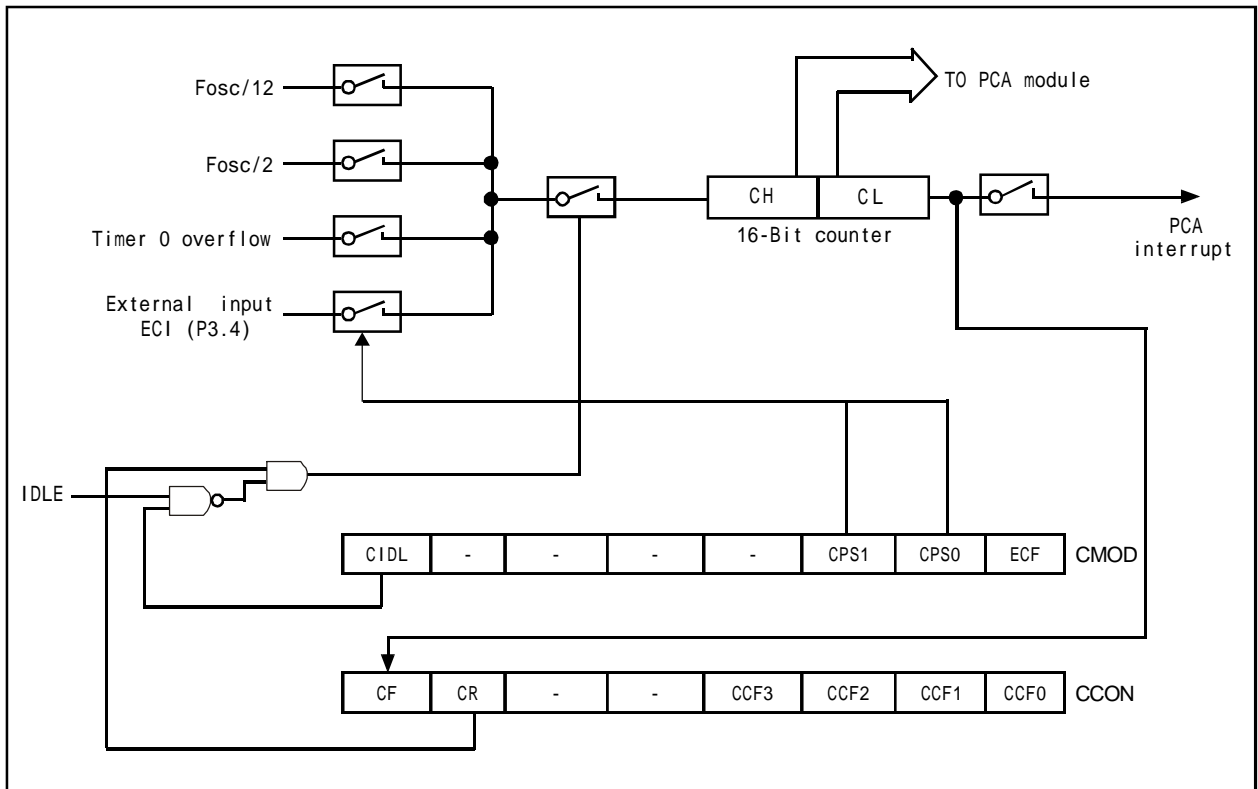 Fosc/12
TO PCA module
Fosc/2
CH CL
16-Bit counter
PCA
interrupt
Timer 0 overflow
External input
ECI (P3.4)
IDLE
CIDL - - - - CPS1 CPS0 ECF CMOD
CF CR - - CCF3 CCF2 CCF1 CCF0 CCON